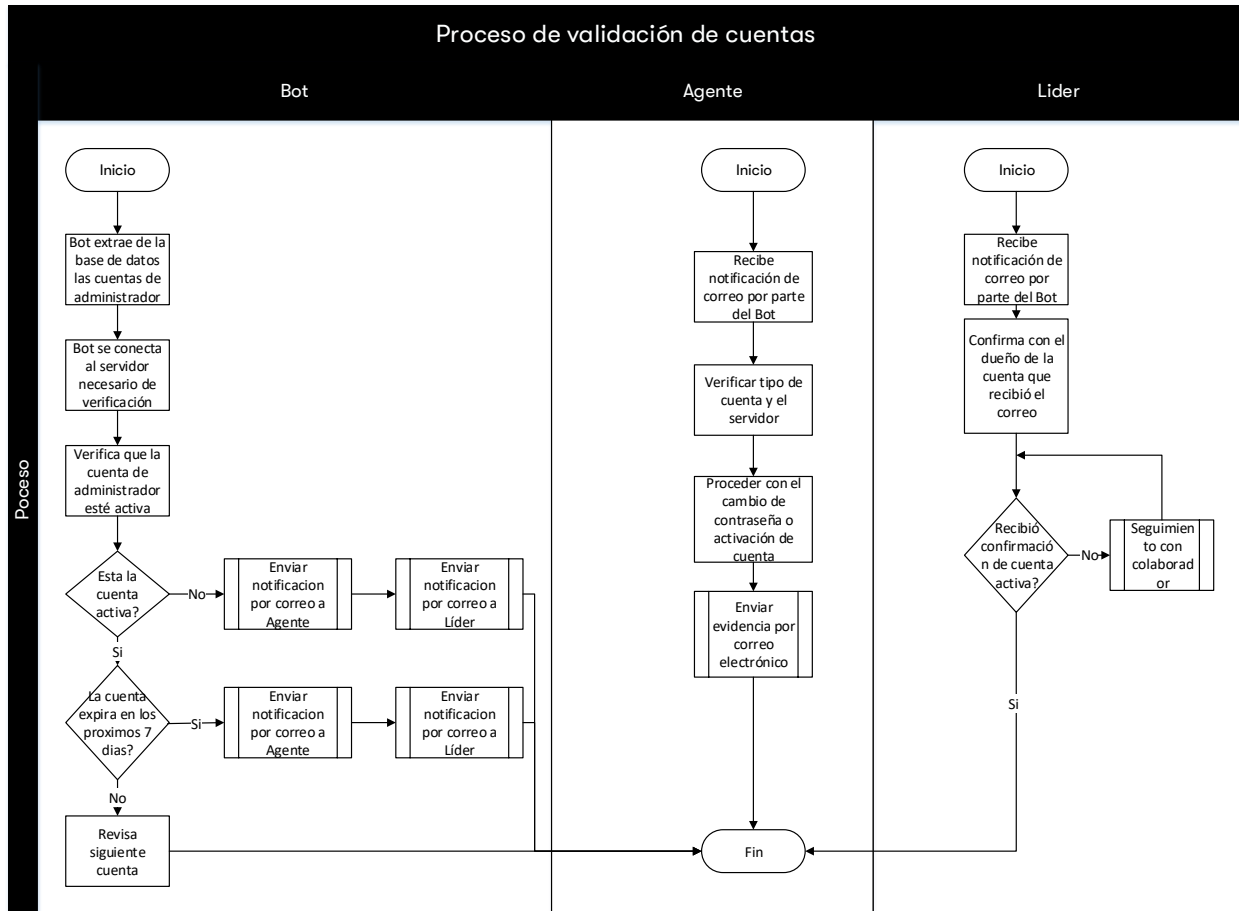 Proceso de validación de cuentas
Bot
Agente
Lider
Poceso
Inicio
Bot extrae de la
base de datos
las cuentas de
administrador
Bot se conecta
al servidor
necesario de
verificación
Verifica que la
cuenta de
administrador
esté activa
Esta la
cuenta
activa?
No
Enviar
notificacion
por correo a
Agente
Enviar
notificacion
por correo a
Líder
Si
La cuenta
expira en los
proximos 7
dias?
Si
Enviar
notificacion
por correo a
Agente
Enviar
notificacion
por correo a
Líder
No
Revisa
siguiente
cuenta
Inicio
Recibe
notificación de
correo por parte
del Bot
Verificar tipo de
cuenta y el
servidor
Proceder con el
cambio de
contraseña o
activación de
cuenta
Enviar
evidencia por
correo
electrónico
Fin
Inicio
Recibe
notificación de
correo por
parte del Bot
Confirma con el
dueño de la
cuenta que
recibió el
correo
Recibió
confirmació
n de cuenta
activa?
No
Seguimien
to con
colaborad
or
Si